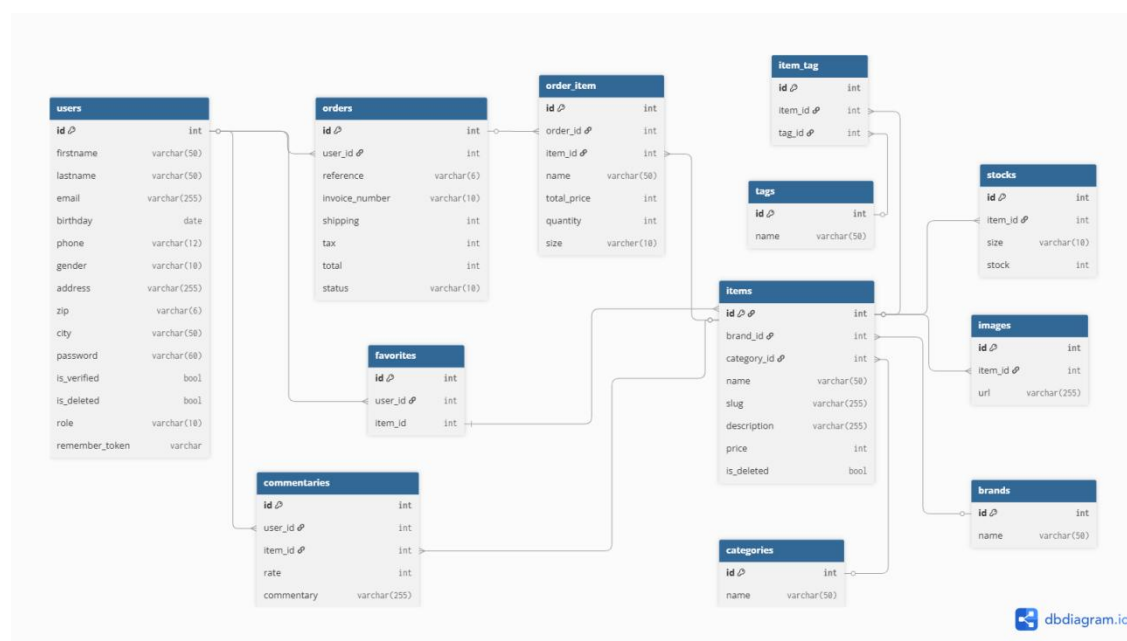 users
id int
firstname varchar(50)
lastname varchar(50)
email varchar(255)
birthday date
phone varchar(12)
gender varchar(10)
address varchar(255)
zip varchar(6)
city varchar(50)
password varchar(60)
is_verified bool
is_deleted bool
role varchar(10)
remember_token varchar
orders
id int
user_id int
reference varchar(6)
invoice_number varchar(10)
shipping int
tax int
total int
status varchar(10)
order_item
id int
order_id int
item_id int
name varchar(50)
total_price int
quantity int
size varcher(10)
item_tag
id int
item_id int
tag_id int
tags
id int
name varchar(50)
stocks
id int
item_id int
size varchar(10)
stock int
items
id int
brand_id int
category_id int
name varchar(50)
slug varchar(255)
description varchar(255)
price int
is_deleted bool
images
id int
item_id int
url varchar(255)
favorites
id int
user_id int
item_id int
commentaries
id int
user_id int
item_id int
rate int
commentary varchar(255)
categories
id int
name varchar(50)
brands
id int
name varchar(50)
dbdiagram.io